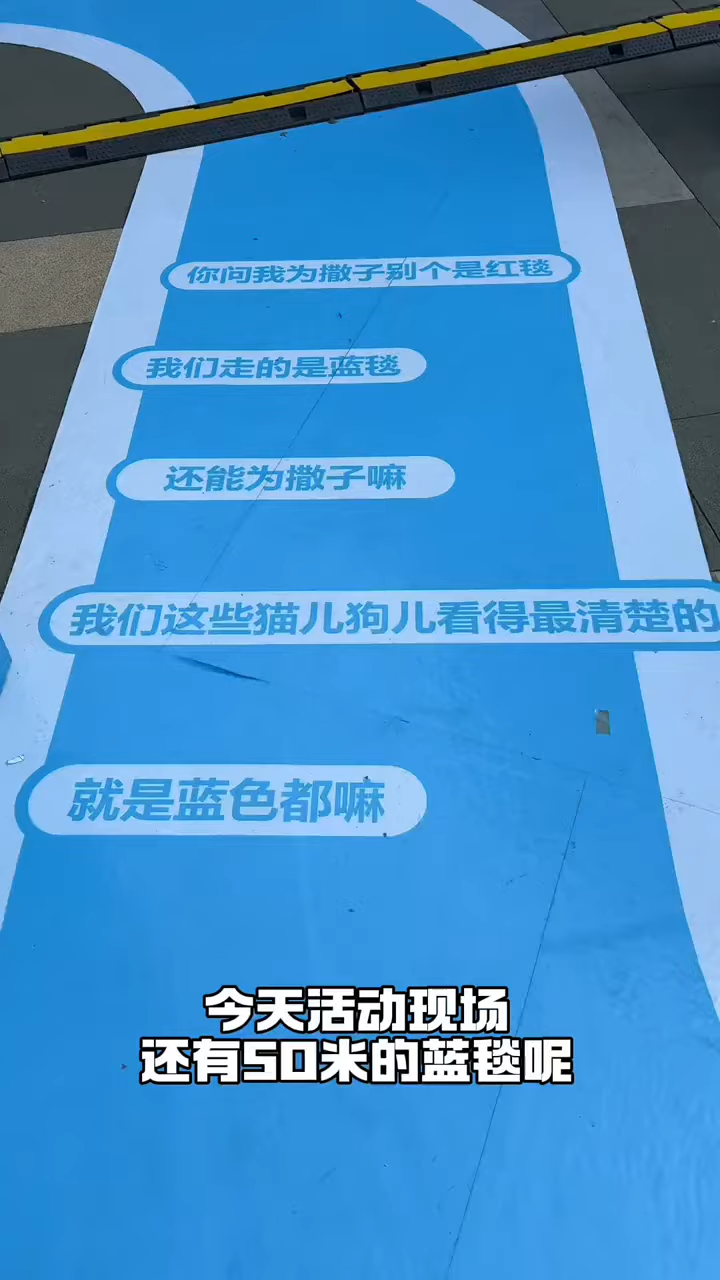 你问我为撒子别个是红毯
我们走的是蓝毯
还能为撒子嘛
我们这些猫儿狗儿看得最清楚的
就是蓝色都嘛
今天活动现场
还有50米的蓝毯呢